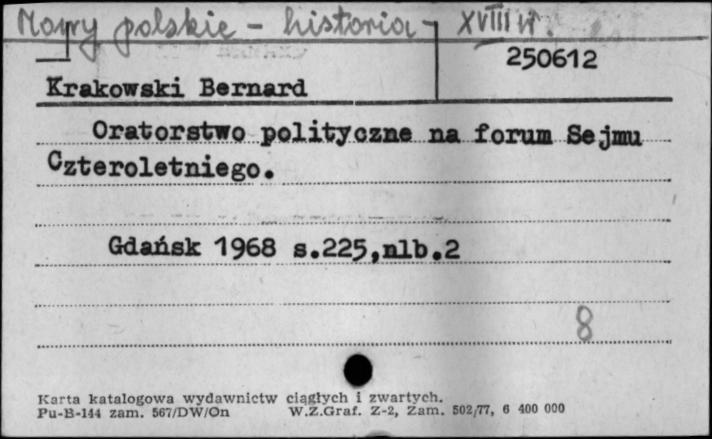 Mowy polskie - historia - XVIII w.
250612
Krakowski Bernard
Oratorstwo polityczne na forum Sejmu
Czteroletniego.
Gdańsk 1968 s.225,nlb.2
8
Karta katalogowa wydawnictw ciągłych i zwartych.
Pu-B-144 zam. 567/DW/On W.Z.Graf. Z-2, Zam. 502/77, 6 400 000